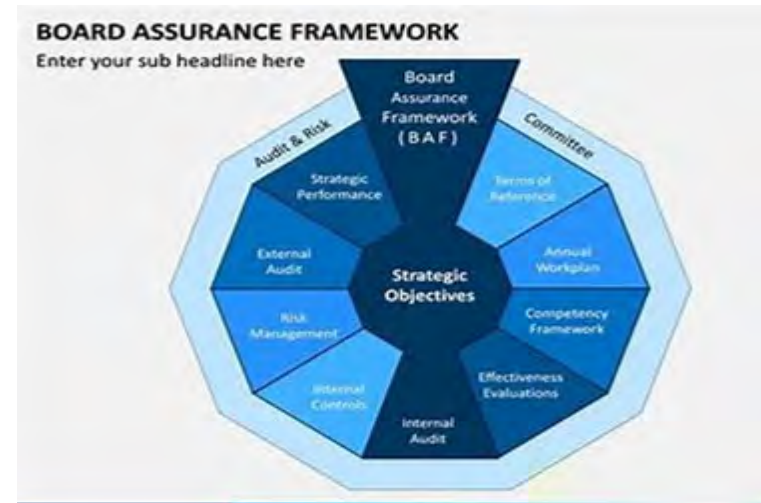 BOARD ASSURANCE FRAMEWORK
Enter your sub headline here
Board
Assurance
Framework
(BAF)
Audit & Risk
Committee
Strategic
Performance
Terms of
Reference
External
Audit
Annual
Workplan
Strategic
Objectives
Risk
Management
Competency
Framework
Internal
Controls
Effectiveness
Evaluations
Internal
Audit